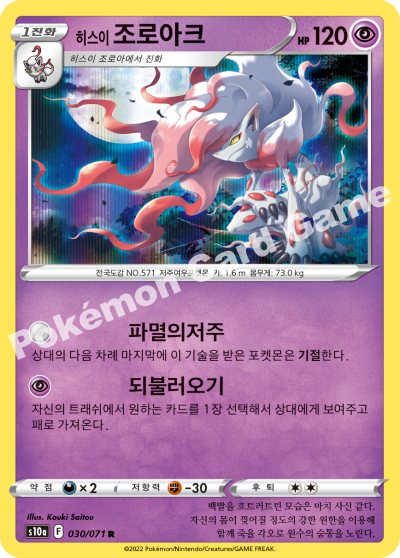 1진화
히스이 조로아크
HP 120
히스이 조로아에서 진화
전국도감 NO.571 저주여우포켓몬 키: 1.6 m 몸무게: 73.0 kg
Pokémon Card Game
파멸의저주
상대의 다음 차례 마지막에 이 기술을 받은 포켓몬은 기절한다.
되불러오기
자신의 트래쉬에서 원하는 카드를 1장 선택해서 상대에게 보여주고
패로 가져온다.
약점 ×2 저항력 -30 후퇴
Illus. Kouki Saitou
s10a F 030/071 R
백발을 흐트러트린 모습은 마치 사신 같다.
자신의 몸이 찢어질 정도의 강한 원한을 이용해
함께 죽을 각오로 원수의 숨통을 노린다.
©2022 Pokémon/Nintendo/Creatures/GAME FREAK.